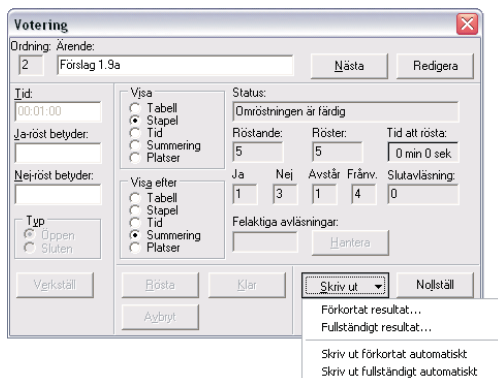 Votering
Ordning: Ärende:
2 Förslag 1.9a
Nästa
Redigera
Tid:
00:01:00
Ja-röst betyder:
Nej-röst betyder:
Typ
Öppen
Sluten
Visa
Tabell
Stapel
Tid
Summering
Platser
Visa efter
Tabell
Stapel
Tid
Summering
Platser
Status:
Omröstningen är färdig
Röstande: Röster: Tid att rösta:
5 5 0 min 0 sek
Ja Nej Avstår Frånv. Slutavläsning:
1 3 1 4 0
Felaktiga avläsningar:
Hantera
Verkställ
Rösta
Klar
Avbryt
Skriv ut
Nollställ
Förkortat resultat...
Fullständigt resultat...
Skriv ut förkortat automatiskt
Skriv ut fullständigt automatiskt